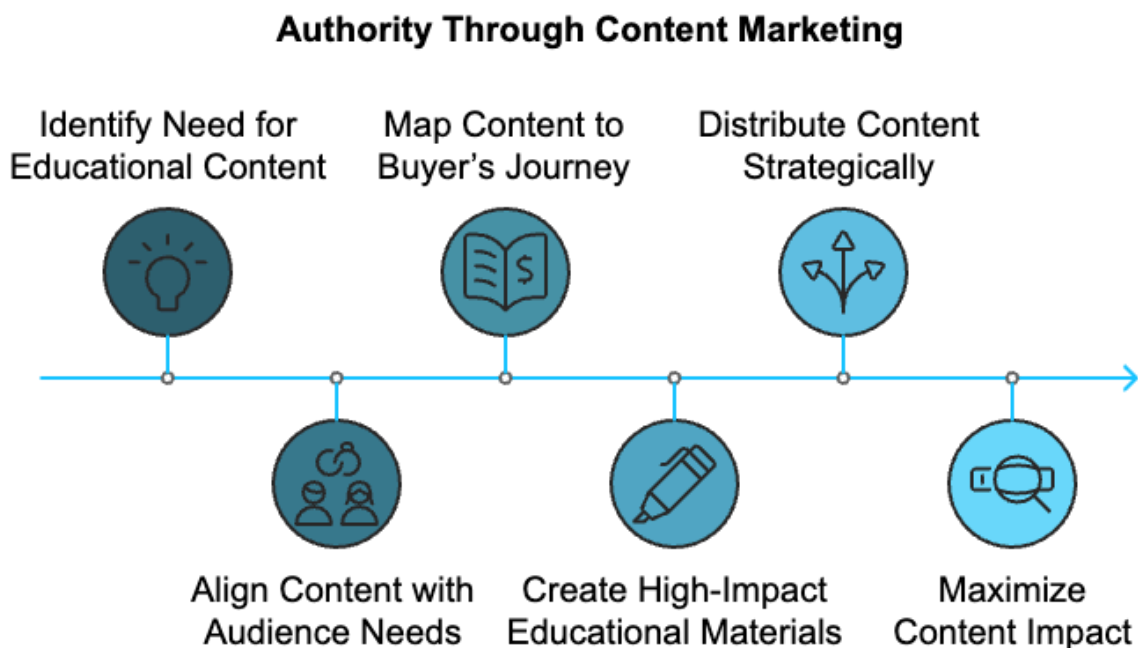 Authority Through Content Marketing
Identify Need for
Educational Content
Align Content with
Audience Needs
Map Content to
Buyer’s Journey
$
Create High-Impact
Educational Materials
Distribute Content
Strategically
Maximize
Content Impact